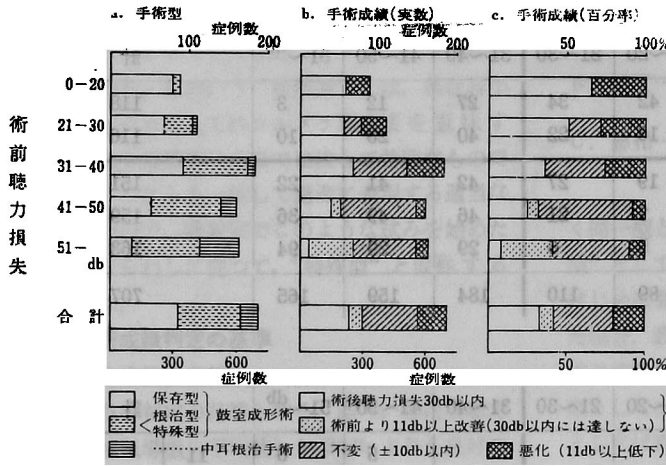 a. 手術型
b. 手術成績(実数)
c. 手術成績(百分率)
症例数
症例数
100 200
100 200
50 100%
術前聴力損失
0－20
21－30
31－40
41－50
51－
db
合計
300 600
300 600
50 100%
症例数
症例数
保存型
根治型
特殊型
鼓室成形術
中耳根治手術
術後聴力損失30db以内
術前より11db以上改善(30db以内には達しない)
不変(±10db以内)
悪化(11db以上低下)